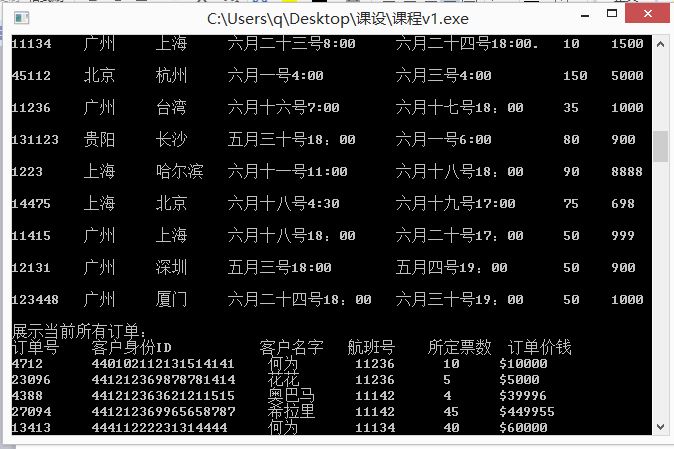 C:\Users\q\Desktop\课设\课程v1.exe
11134 广州 上海 六月二十三号8:00 六月二十四号18:00. 10 1500
45112 北京 杭州 六月一号4:00 六月三号4:00 150 5000
11236 广州 台湾 六月十六号7:00 六月十七号18：00 35 1000
131123 贵阳 长沙 五月三十号18：00 六月一号6:00 80 900
1223 上海 哈尔滨 六月十一号11:00 六月十八号18：00 90 8888
14475 上海 北京 六月十八号4:30 六月十九号17:00 75 698
11415 广州 上海 六月十八号18：00 六月二十号17：00 50 999
12131 广州 深圳 五月三号18:00 五月四号19：00 50 900
123448 广州 厦门 六月二十四号18：00 六月三十号19：00 50 1000
展示当前所有订单：
订单号 客户身份ID 客户名字 航班号 所定票数 订单价钱
4712 440102112131514141 何为 11236 10 $10000
23096 441212369878781414 花花 11236 5 $5000
4388 441212363621211515 奥巴马 11142 4 $39996
27094 441212369965658787 希拉里 11142 45 $449955
13413 44411222231314444 何为 11134 40 $60000